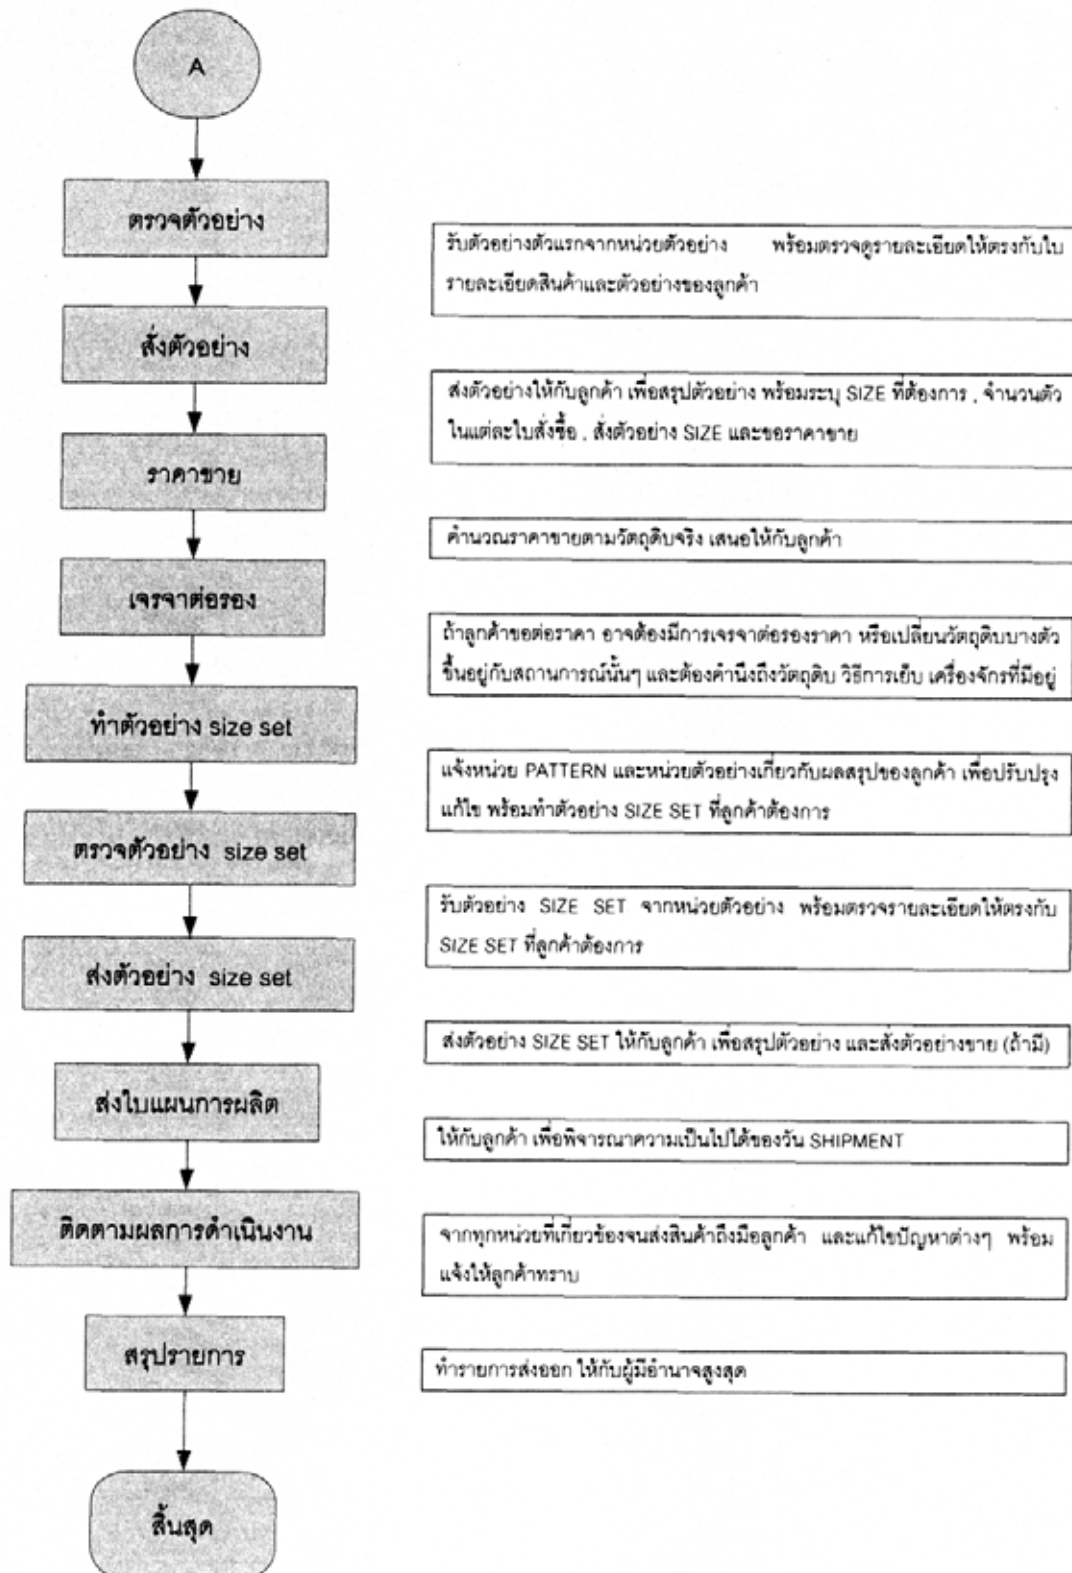 A
ตรวจตัวอย่าง
รับตัวอย่างตัวแรกจากหน่วยตัวอย่าง พร้อมตรวจดูรายละเอียดให้ตรงกับใบ
รายละเอียดสินค้าและตัวอย่างของลูกค้า
สั่งตัวอย่าง
ส่งตัวอย่างให้กับลูกค้า เพื่อสรุปตัวอย่าง พร้อมระบุ SIZE ที่ต้องการ , จำนวนตัว
ในแต่ละใบสั่งซื้อ , สั่งตัวอย่าง SIZE และขอราคาขาย
ราคาขาย
คำนวณราคาขายตามวัตถุดิบจริง เสนอให้กับลูกค้า
เจรจาต่อรอง
ถ้าลูกค้าขอต่อราคา อาจต้องมีการเจรจาต่อรองราคา หรือเปลี่ยนวัตถุดิบบางตัว
ขึ้นอยู่กับสถานการณ์นั้นๆ และต้องคำนึงถึงวัตถุดิบ วิธีการเย็บ เครื่องจักรที่มีอยู่
ทำตัวอย่าง size set
แจ้งหน่วย PATTERN และหน่วยตัวอย่างเกี่ยวกับผลสรุปของลูกค้า เพื่อปรับปรุง
แก้ไข พร้อมทำตัวอย่าง SIZE SET ที่ลูกค้าต้องการ
ตรวจตัวอย่าง size set
รับตัวอย่าง SIZE SET จากหน่วยตัวอย่าง พร้อมตรวจรายละเอียดให้ตรงกับ
SIZE SET ที่ลูกค้าต้องการ
ส่งตัวอย่าง size set
ส่งตัวอย่าง SIZE SET ให้กับลูกค้า เพื่อสรุปตัวอย่าง และสั่งตัวอย่างขาย (ถ้ามี)
ส่งใบแผนการผลิต
ให้กับลูกค้า เพื่อพิจารณาความเป็นไปได้ของวัน SHIPMENT
ติดตามผลการดำเนินงาน
จากทุกหน่วยที่เกี่ยวข้องจนส่งสินค้าถึงมือลูกค้า และแก้ไขปัญหาต่างๆ พร้อม
แจ้งให้ลูกค้าทราบ
สรุปรายการ
ทำรายการส่งออก ให้กับผู้มีอำนาจสูงสุด
สิ้นสุด